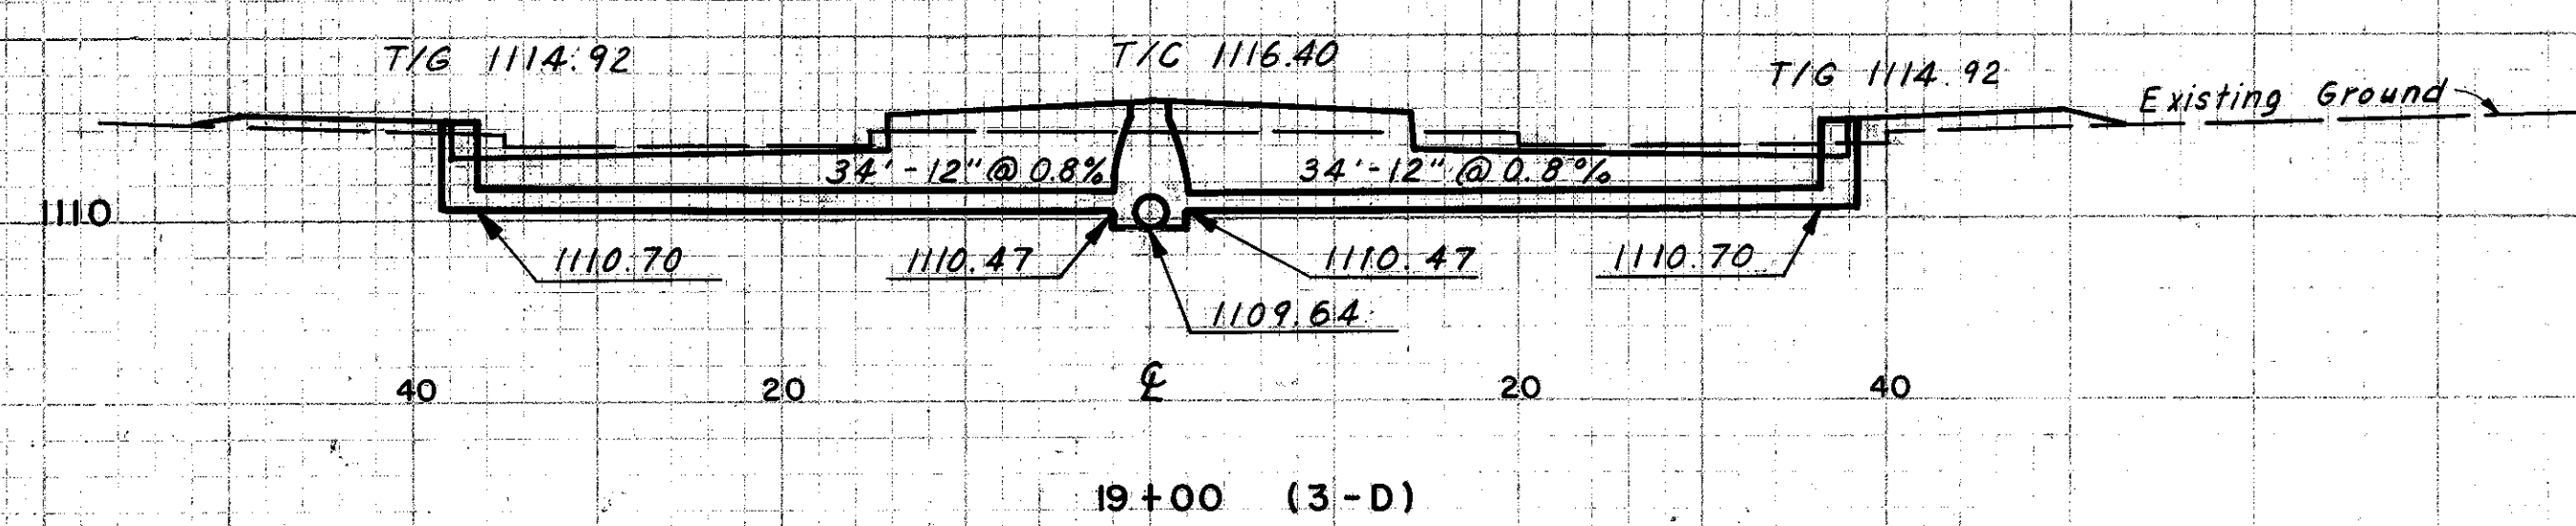 T/G 1114.92
T/C 1116.40
T/G 1114.92
Existing Ground
34'-12" @ 0.8%
34'-12" @ 0.8%
1110
1110.70
1110.47
1110.47
1110.70
1109.64
40
20
℄
20
40
19+00 (3-D)